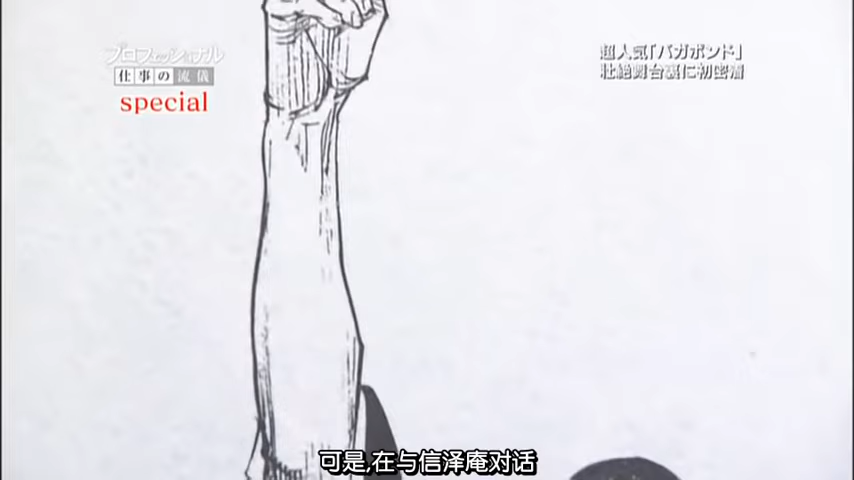 プロフェッショナル
仕事の流儀
special
超人気「バガボンド」
壮絶舞台裏に初密着
可是,在与信泽庵对话